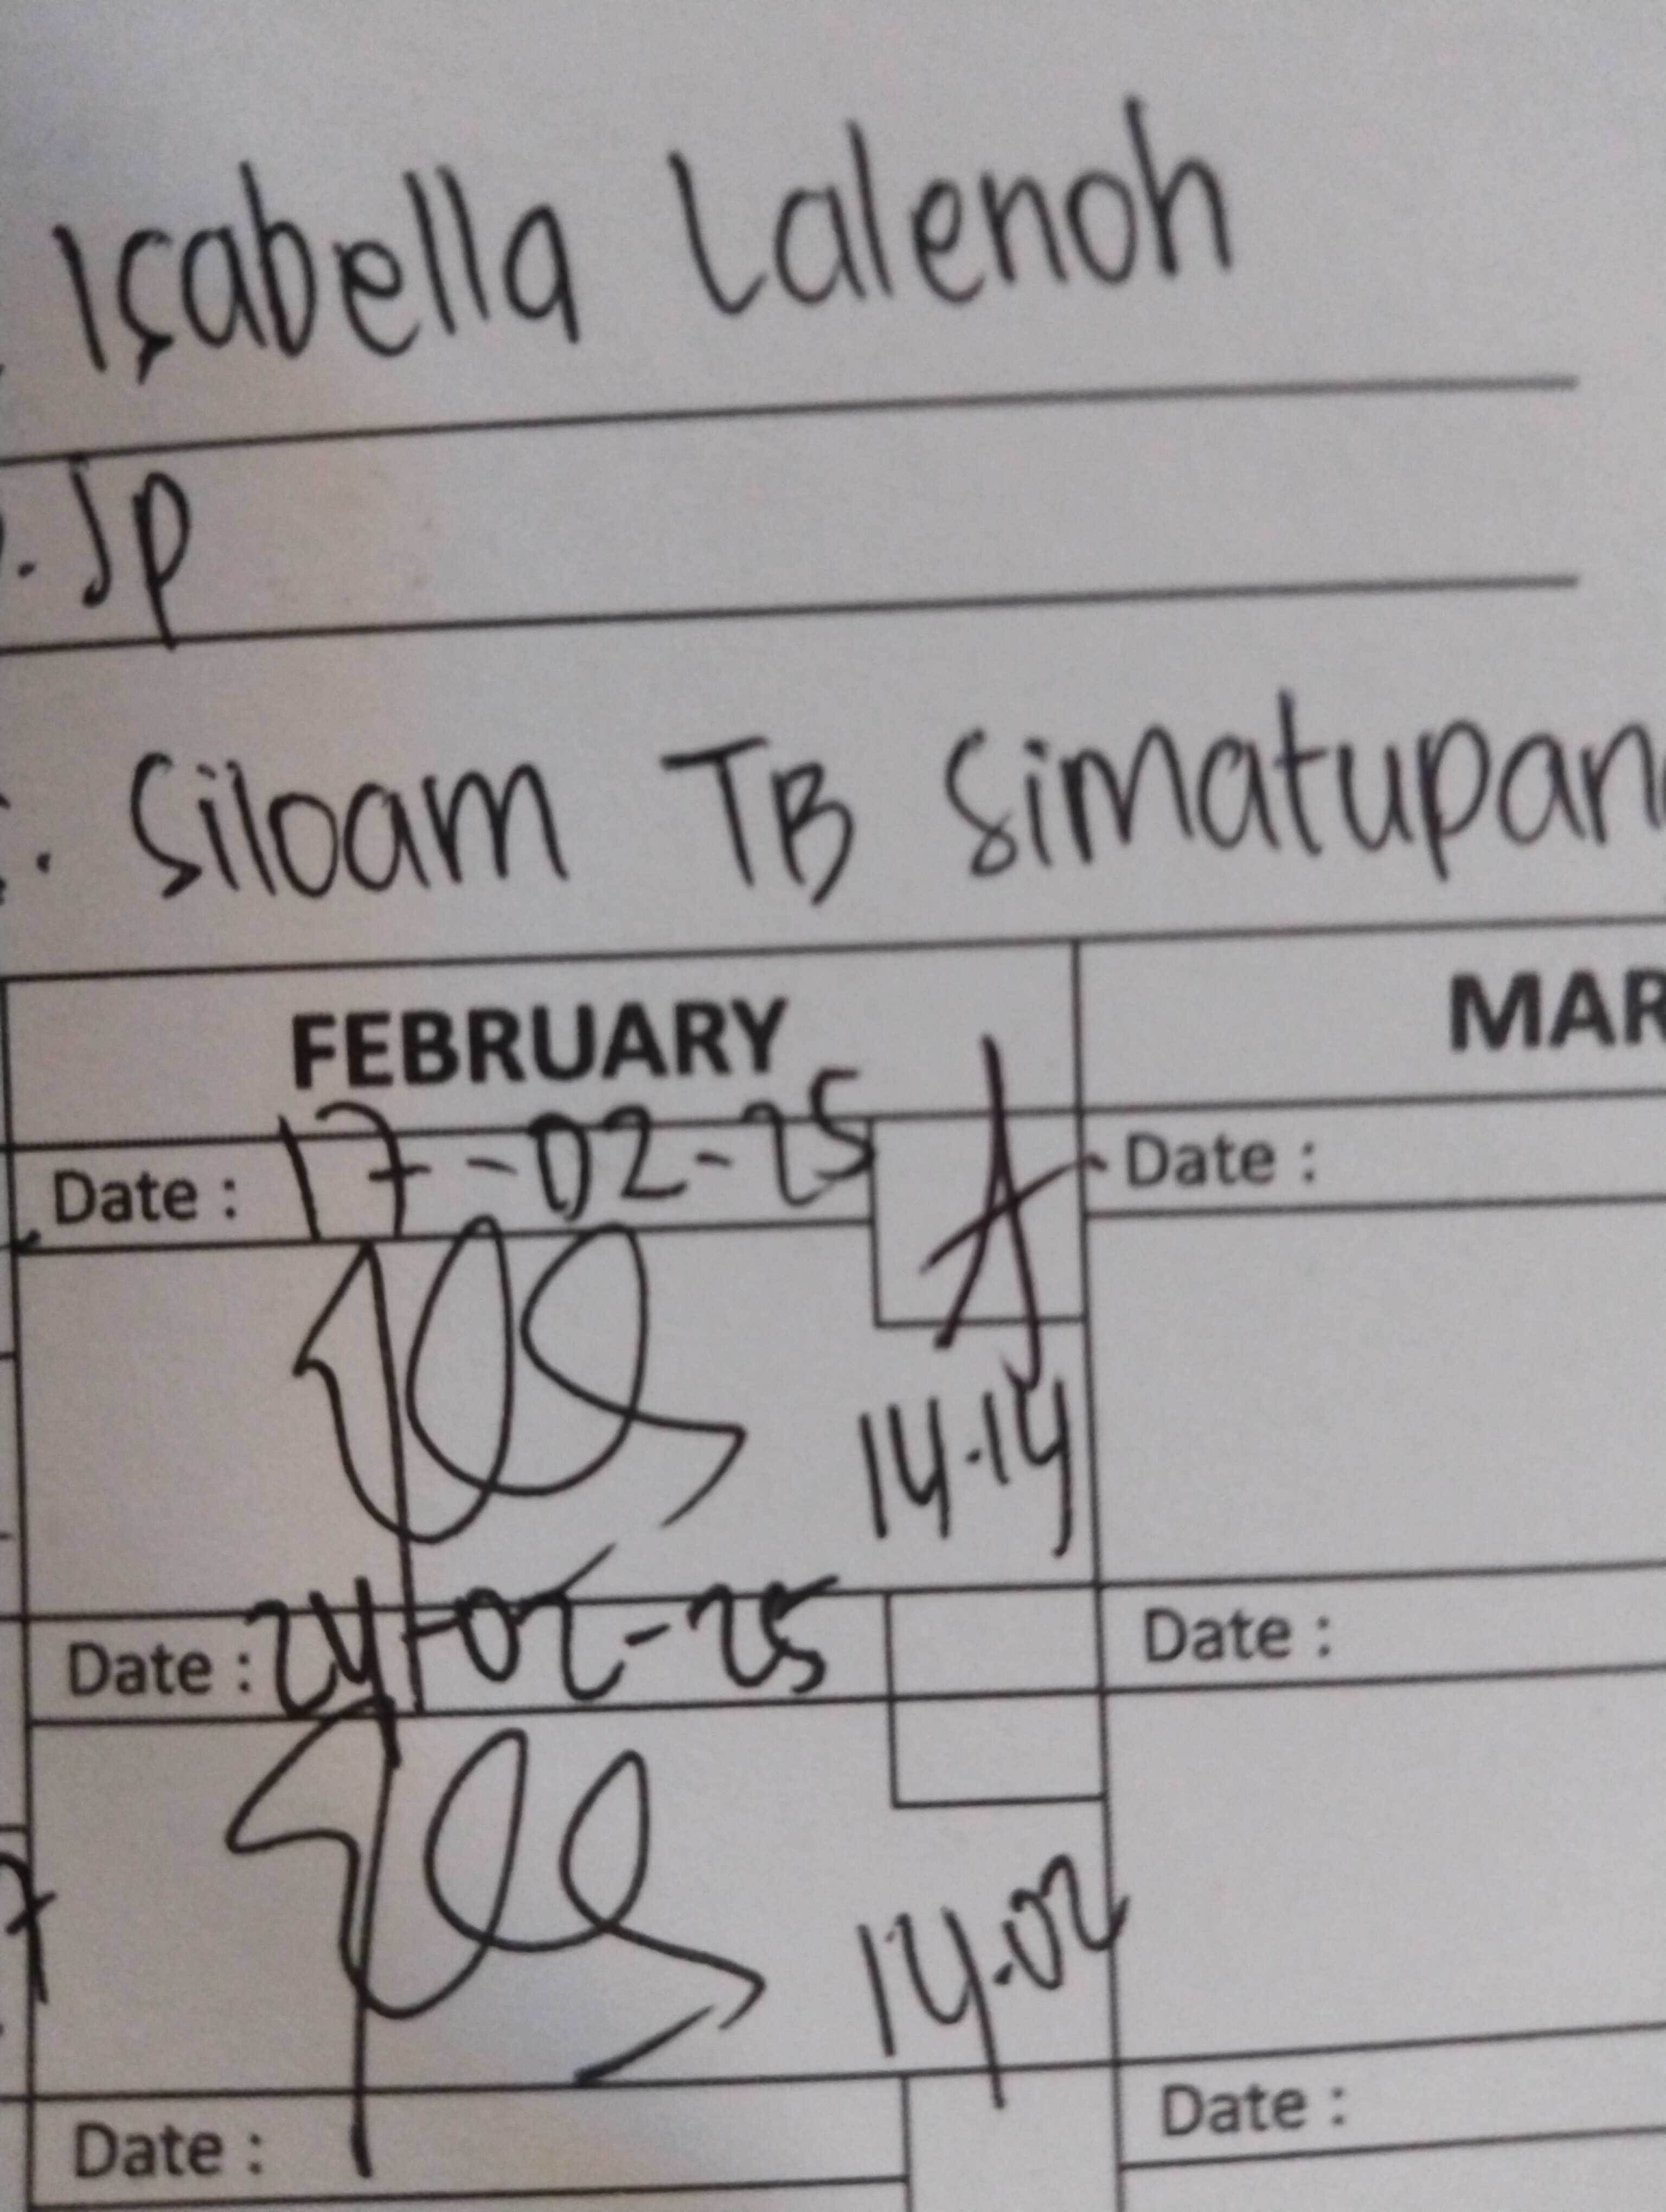 Isabella Lalenoh
. Jp
: Siloam TB Simatupan
FEBRUARY
MAR
Date : 17-02-25
Date :
14.14
Date : 24-02-25
Date :
14.02
Date :
Date :